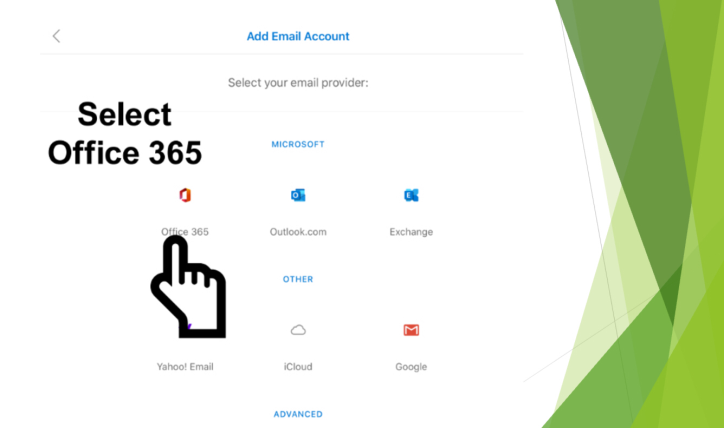 Add Email Account
Select your email provider:
Select
Office 365
MICROSOFT
Office 365
Outlook.com
Exchange
OTHER
Yahoo! Email
iCloud
Google
ADVANCED